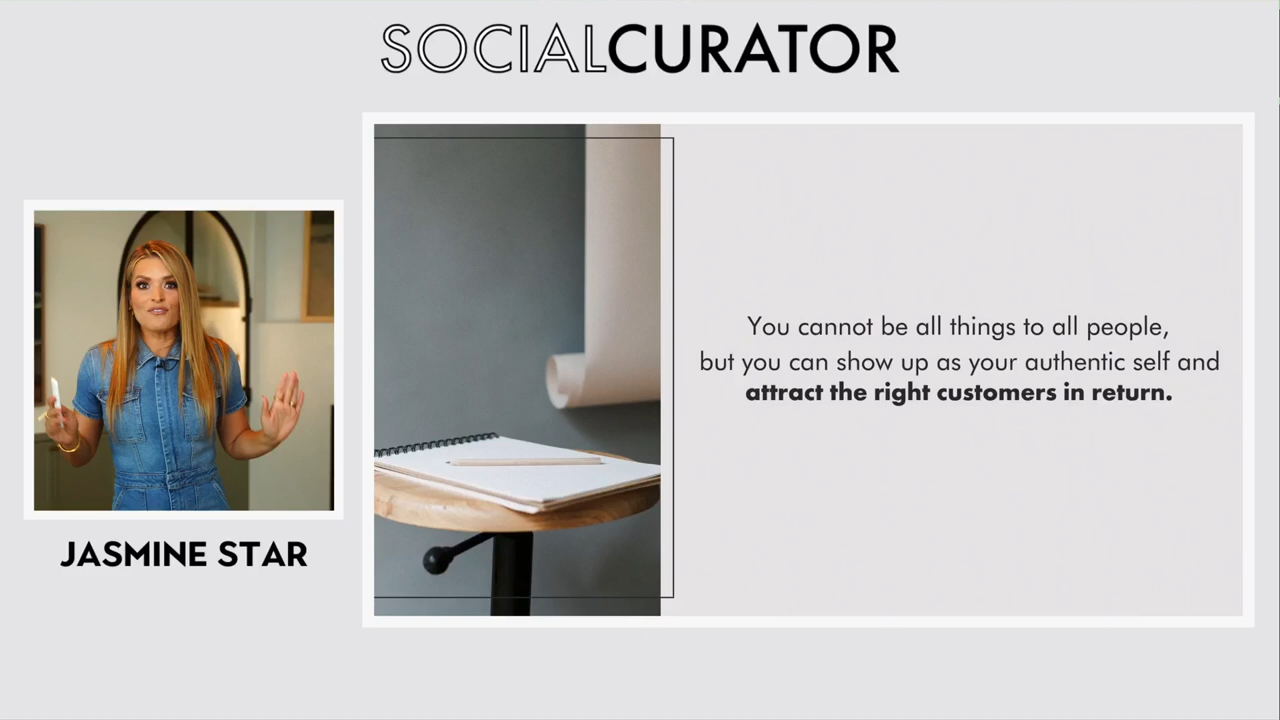 SOCIALCURATOR
You cannot be all things to all people,
but you can show up as your authentic self and
attract the right customers in return.
JASMINE STAR